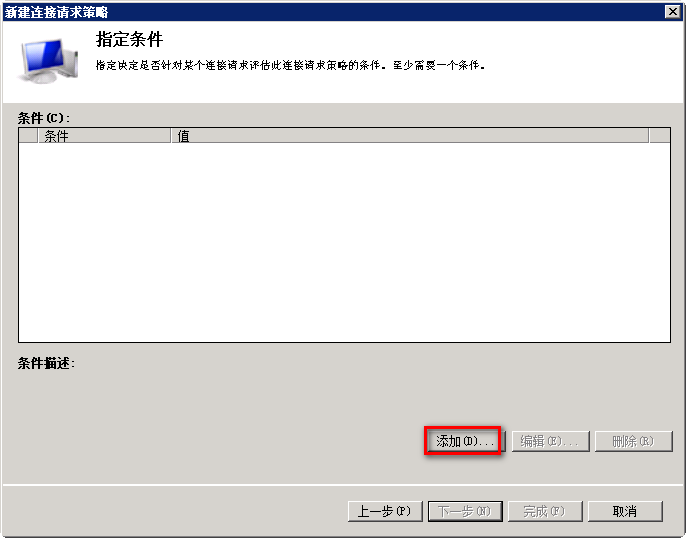 新建连接请求策略
指定条件
指定决定是否针对某个连接请求评估此连接请求策略的条件。至少需要一个条件。
条件(C):
条件 值
条件描述:
添加(D)... 编辑(E)... 删除(R)
上一步(P) 下一步(N) 完成(F) 取消